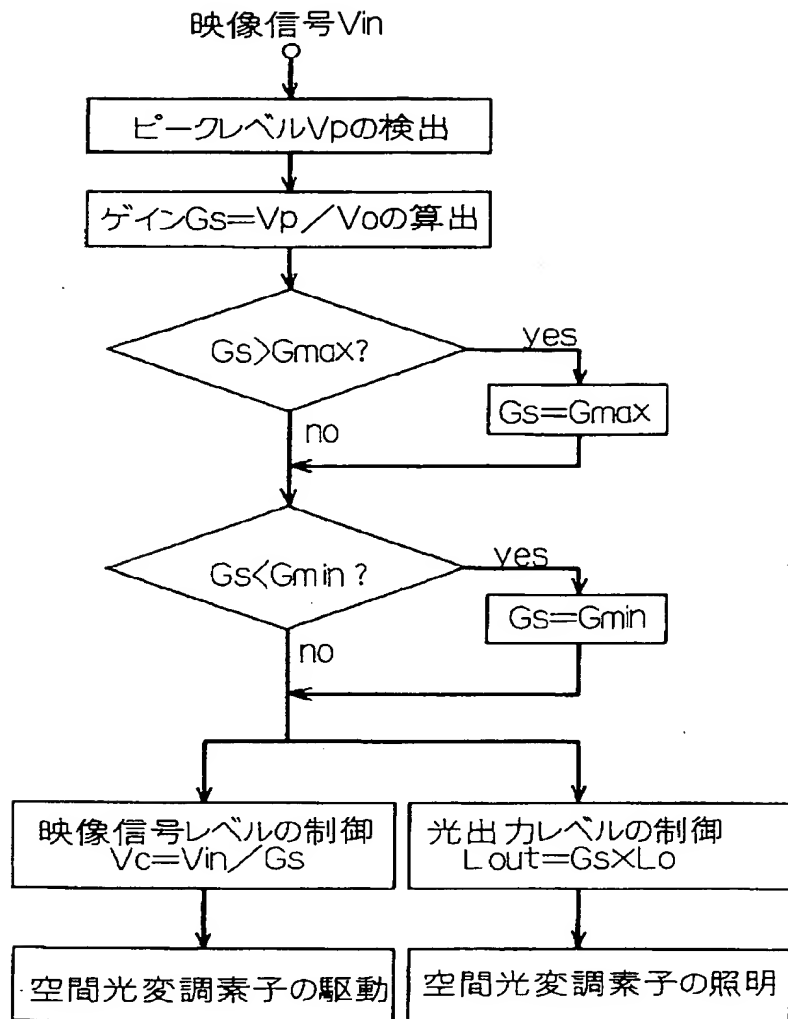 映像信号Vin
ピークレベルVpの検出
ゲインGs=Vp/Voの算出
Gs>Gmax?
yes
Gs=Gmax
no
Gs<Gmin?
yes
Gs=Gmin
no
映像信号レベルの制御
Vc=Vin/Gs
光出力レベルの制御
Lout=Gs×Lo
空間光変調素子の駆動
空間光変調素子の照明